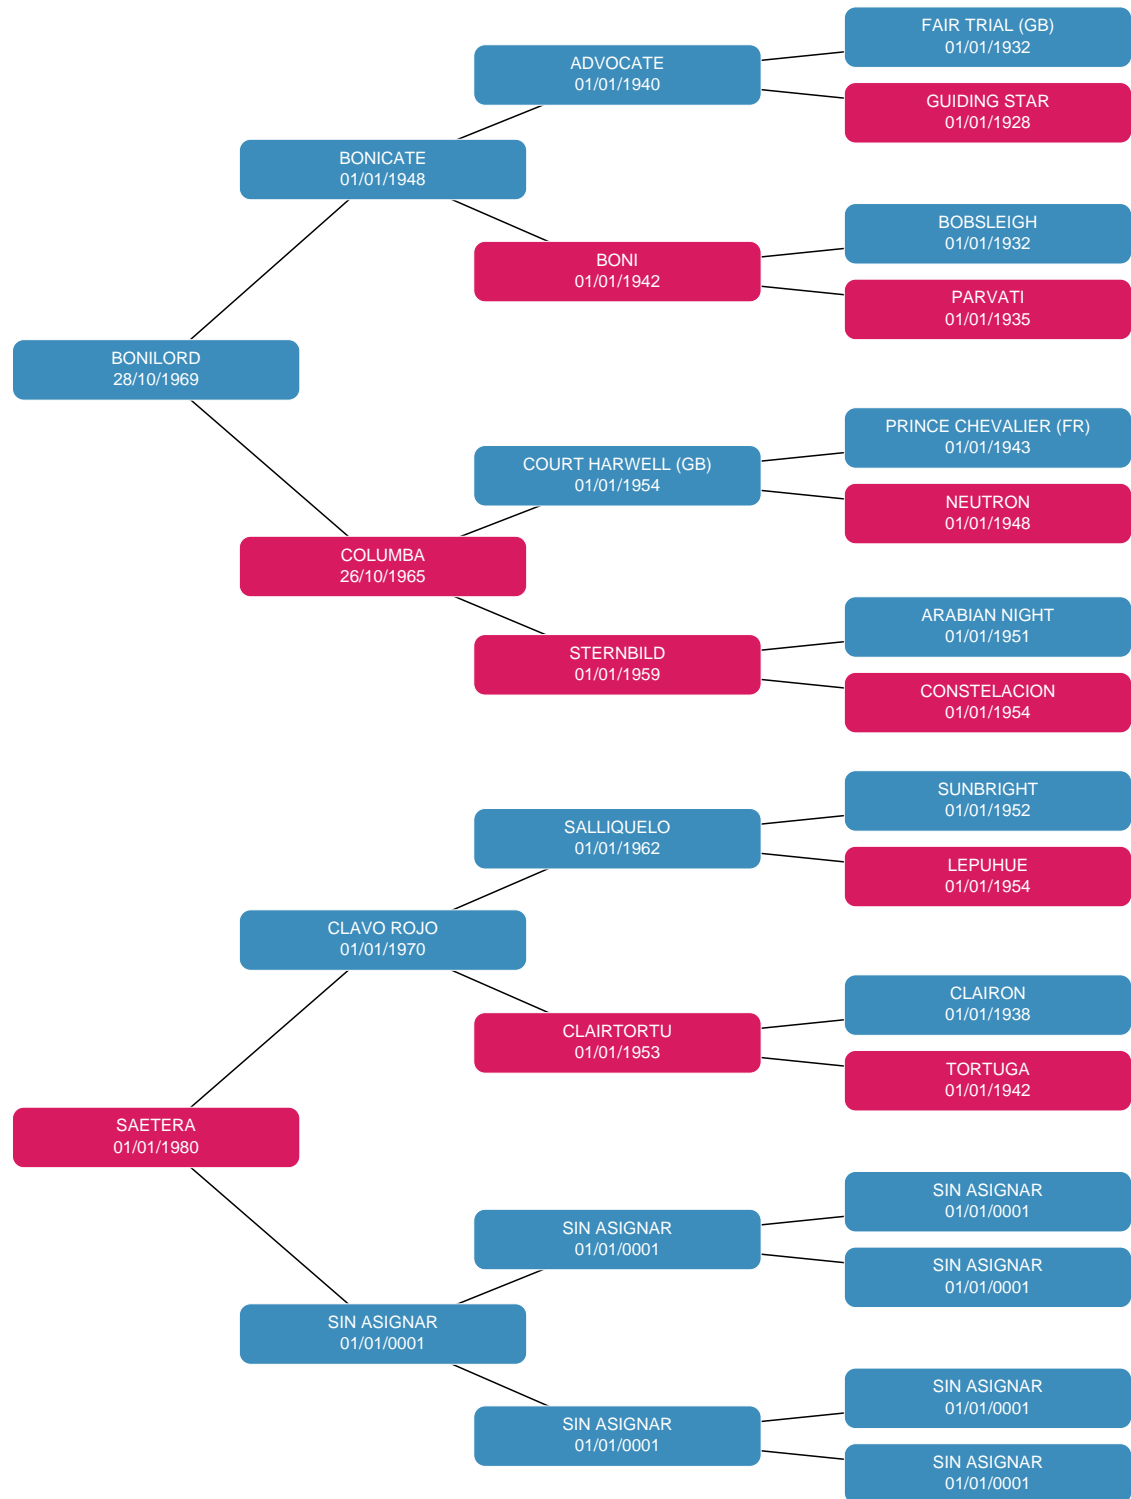 FAIR TRIAL (GB)
01/01/1932
ADVOCATE
01/01/1940
GUIDING STAR
01/01/1928
BONICATE
01/01/1948
BOBSLEIGH
01/01/1932
BONI
01/01/1942
PARVATI
01/01/1935
BONILORD
28/10/1969
PRINCE CHEVALIER (FR)
01/01/1943
COURT HARWELL (GB)
01/01/1954
NEUTRON
01/01/1948
COLUMBA
26/10/1965
ARABIAN NIGHT
01/01/1951
STERNBILD
01/01/1959
CONSTELACION
01/01/1954
SUNBRIGHT
01/01/1952
SALLIQUELO
01/01/1962
LEPUHUE
01/01/1954
CLAVO ROJO
01/01/1970
CLAIRON
01/01/1938
CLAIRTORTU
01/01/1953
TORTUGA
01/01/1942
SAETERA
01/01/1980
SIN ASIGNAR
01/01/0001
SIN ASIGNAR
01/01/0001
SIN ASIGNAR
01/01/0001
SIN ASIGNAR
01/01/0001
SIN ASIGNAR
01/01/0001
SIN ASIGNAR
01/01/0001
SIN ASIGNAR
01/01/0001